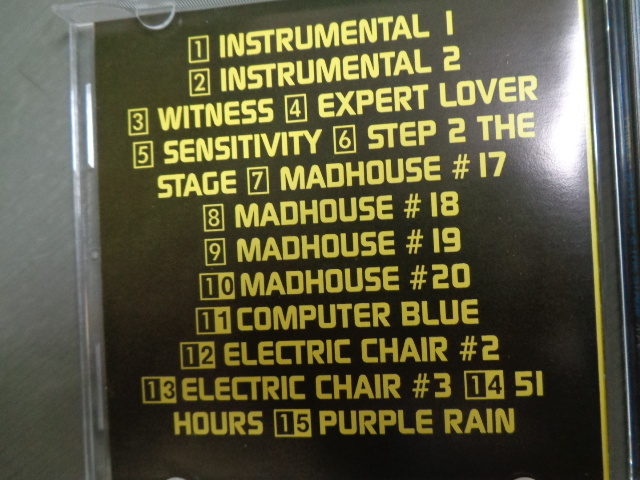 1 INSTRUMENTAL 1
2 INSTRUMENTAL 2
3 WITNESS 4 EXPERT LOVER
5 SENSITIVITY 6 STEP 2 THE
STAGE 7 MADHOUSE #17
8 MADHOUSE #18
9 MADHOUSE #19
10 MADHOUSE #20
11 COMPUTER BLUE
12 ELECTRIC CHAIR #2
13 ELECTRIC CHAIR #3 14 51
HOURS 15 PURPLE RAIN